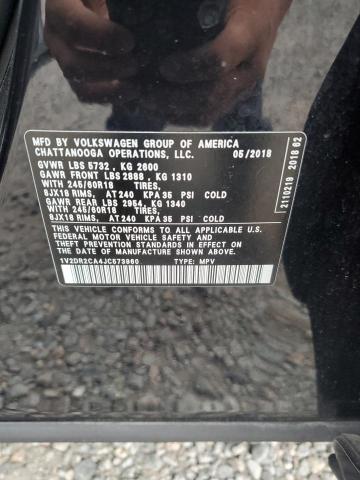 MFD BY VOLKSWAGEN GROUP OF AMERICA
CHATTANOOGA OPERATIONS, LLC. 05/2018
GVWR LBS 5732, KG 2600
GAWR FRONT LBS 2888, KG 1310
WITH 245/60R18 TIRES,
8JX18 RIMS, AT 240 KPA 35 PSI COLD
GAWR REAR LBS 2954, KG 1340
WITH 245/60R18 TIRES,
8JX18 RIMS, AT 240 KPA 35 PSI COLD
THIS VEHICLE CONFORMS TO ALL APPLICABLE U.S.
FEDERAL MOTOR VEHICLE SAFETY AND
THEFT PREVENTION STANDARDS IN EFFECT ON THE
DATE OF MANUFACTURE SHOWN ABOVE.
1V2DR2CA4JC573960 TYPE: MPV
2110219 2018 62